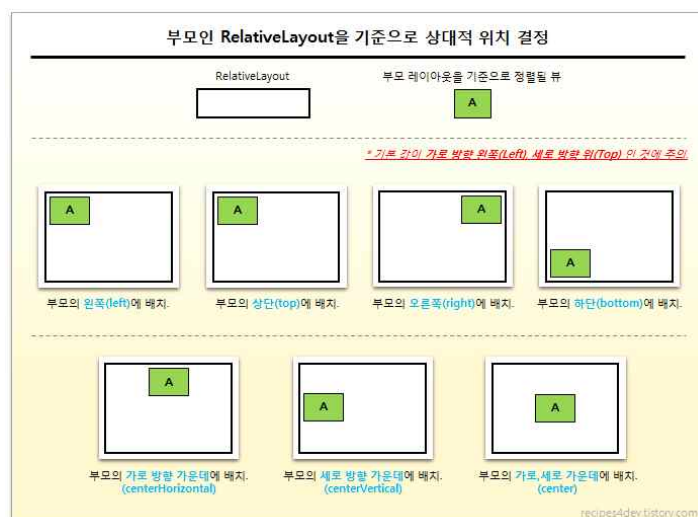 부모인 RelativeLayout을 기준으로 상대적 위치 결정
RelativeLayout
부모 레이아웃을 기준으로 정렬될 뷰
A
* 기본 값이 가로 방향 왼쪽(Left), 세로 방향 위(Top) 인 것에 주의.
A
A
A
A
부모의 왼쪽(left)에 배치.
부모의 상단(top)에 배치.
부모의 오른쪽(right)에 배치.
부모의 하단(bottom)에 배치.
A
A
A
부모의 가로 방향 가운데에 배치.
(centerHorizontal)
부모의 세로 방향 가운데에 배치.
(centerVertical)
부모의 가로,세로 가운데에 배치.
(center)
recipes4dev.tistory.com